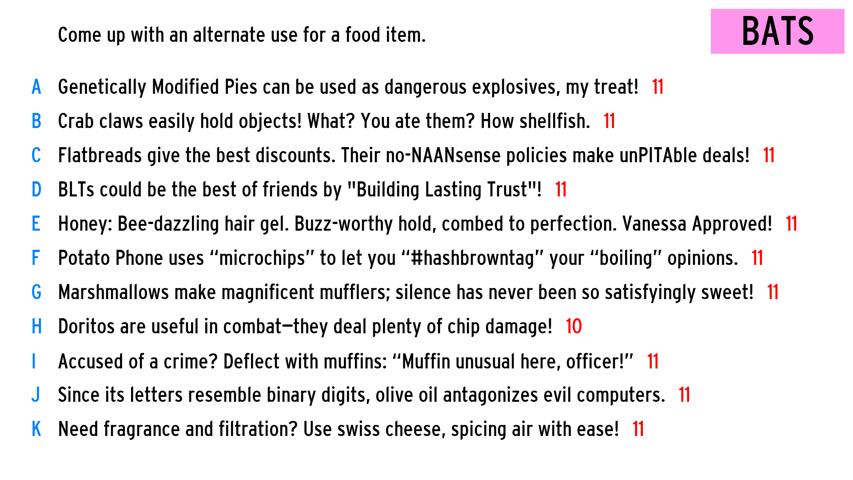 Come up with an alternate use for a food item.
BATS
A Genetically Modified Pies can be used as dangerous explosives, my treat! 11
B Crab claws easily hold objects! What? You ate them? How shellfish. 11
C Flatbreads give the best discounts. Their no-NAANsense policies make unPITAble deals! 11
D BLTs could be the best of friends by "Building Lasting Trust"! 11
E Honey: Bee-dazzling hair gel. Buzz-worthy hold, combed to perfection. Vanessa Approved! 11
F Potato Phone uses “microchips” to let you “#hashbrowntag” your “boiling” opinions. 11
G Marshmallows make magnificent mufflers; silence has never been so satisfyingly sweet! 11
H Doritos are useful in combat—they deal plenty of chip damage! 10
I Accused of a crime? Deflect with muffins: “Muffin unusual here, officer!” 11
J Since its letters resemble binary digits, olive oil antagonizes evil computers. 11
K Need fragrance and filtration? Use swiss cheese, spicing air with ease! 11